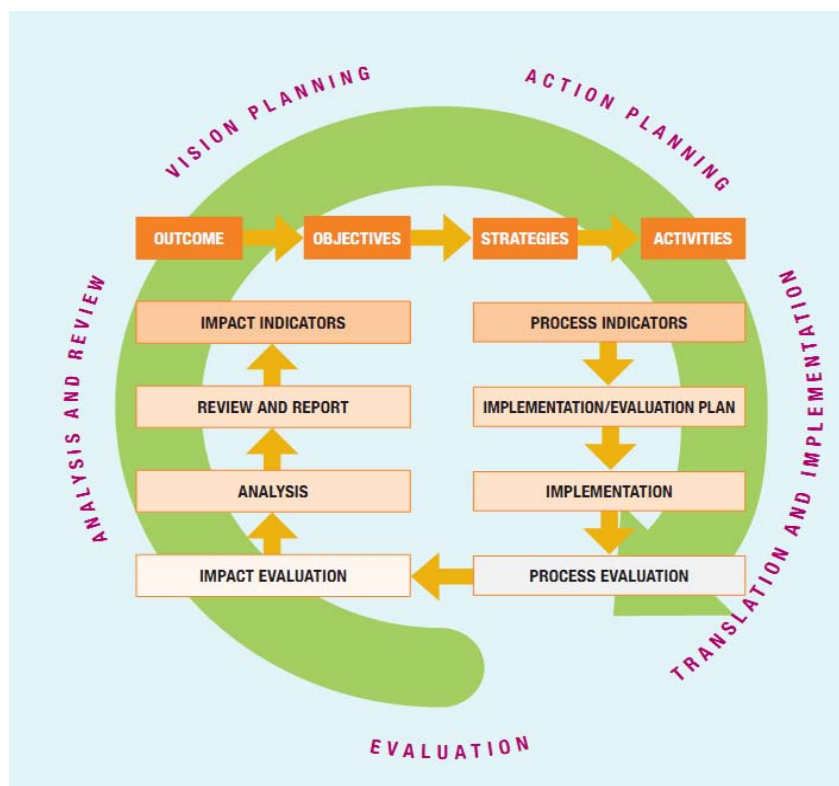 VISION PLANNING
ACTION PLANNING
OUTCOME
OBJECTIVES
STRATEGIES
ACTIVITIES
ANALYSIS AND REVIEW
TRANSLATION AND IMPLEMENTATION
IMPACT INDICATORS
PROCESS INDICATORS
REVIEW AND REPORT
IMPLEMENTATION/EVALUATION PLAN
ANALYSIS
IMPLEMENTATION
IMPACT EVALUATION
PROCESS EVALUATION
EVALUATION